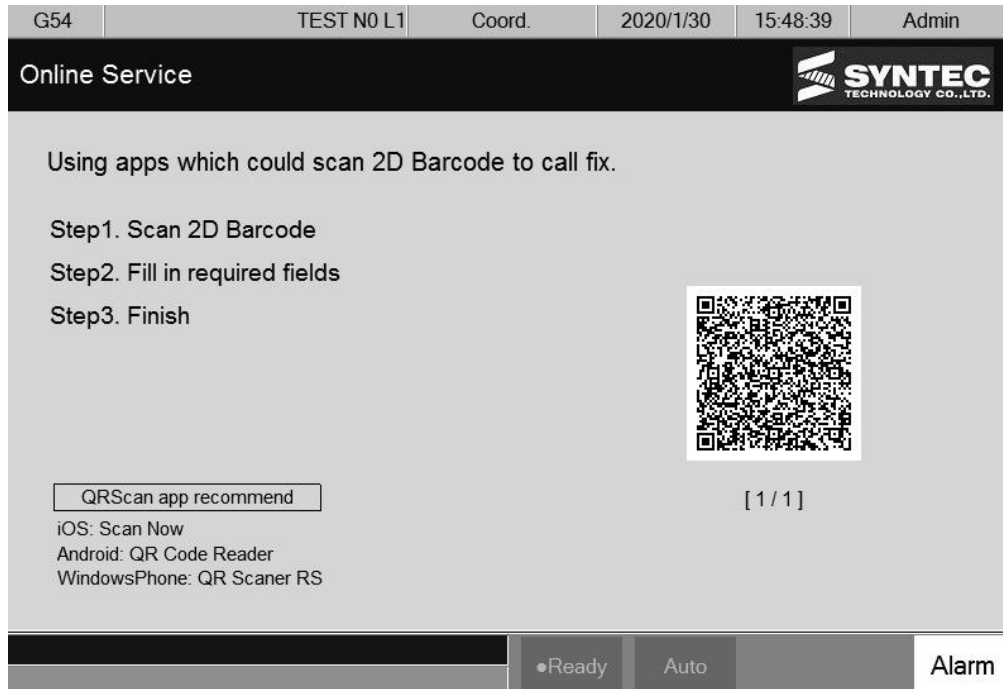 G54 TEST N0 L1 Coord. 2020/1/30 15:48:39 Admin
Online Service
SYNTEC
TECHNOLOGY CO.,LTD.
Using apps which could scan 2D Barcode to call fix.
Step1. Scan 2D Barcode
Step2. Fill in required fields
Step3. Finish
QRScan app recommend
[ 1 / 1 ]
iOS: Scan Now
Android: QR Code Reader
WindowsPhone: QR Scaner RS
●Ready Auto Alarm